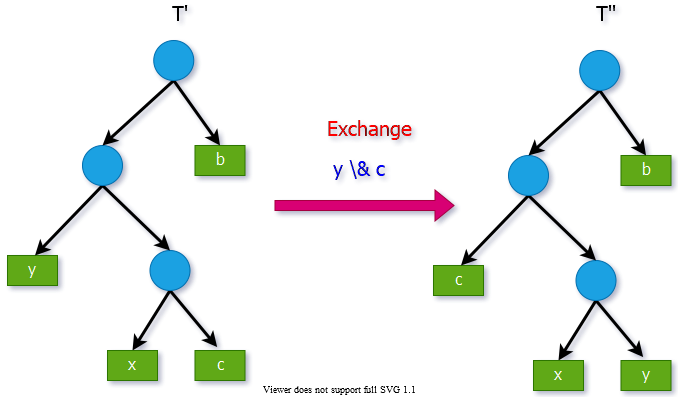 T'
T"
b
Exchange
y \& c
b
y
c
x
c
x
y
Viewer does not support full SVG 1.1